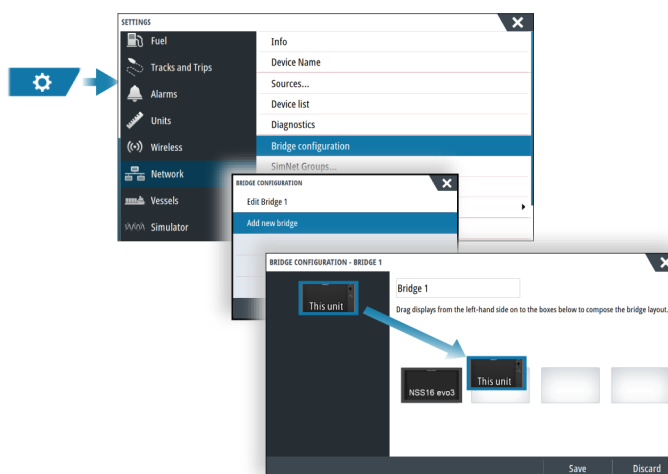 SETTINGS
Fuel
Tracks and Trips
Alarms
Units
Wireless
Network
Vessels
Simulator
Info
Device Name
Sources...
Device list
Diagnostics
Bridge configuration
SimNet Groups...
BRIDGE CONFIGURATION
Edit Bridge 1
Add new bridge
BRIDGE CONFIGURATION - BRIDGE 1
This unit
Bridge 1
Drag displays from the left-hand side on to the boxes below to compose the bridge layout.
NSS16 evo3
This unit
Save
Discard